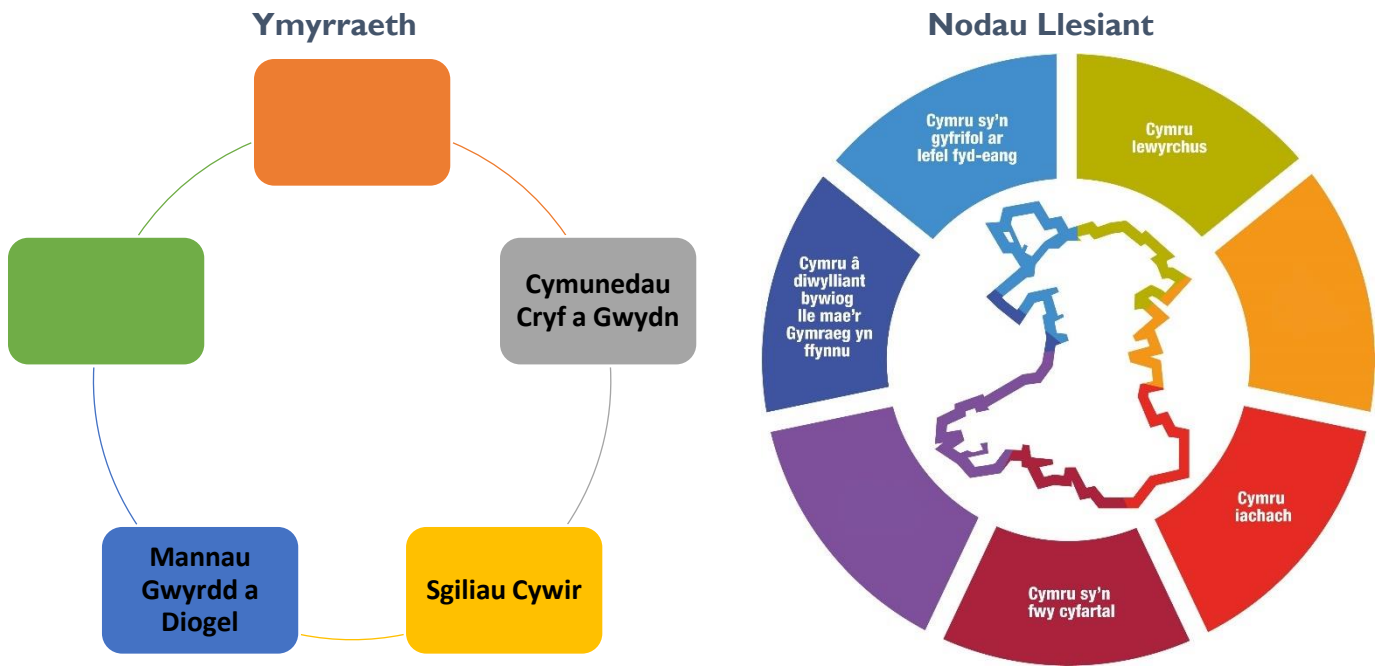 Ymyrraeth
Cymunedau
Cryf a Gwydn
Sgiliau Cywir
Mannau
Gwyrdd a
Diogel
Nodau Llesiant
Cymru sy'n
gyfrifol ar
lefel fyd-eang
Cymru
lewyrchus
Cymru â
diwylliant
bywiog
lle mae'r
Gymraeg yn
ffynnu
Cymru
iachach
Cymru sy'n
fwy cyfartal